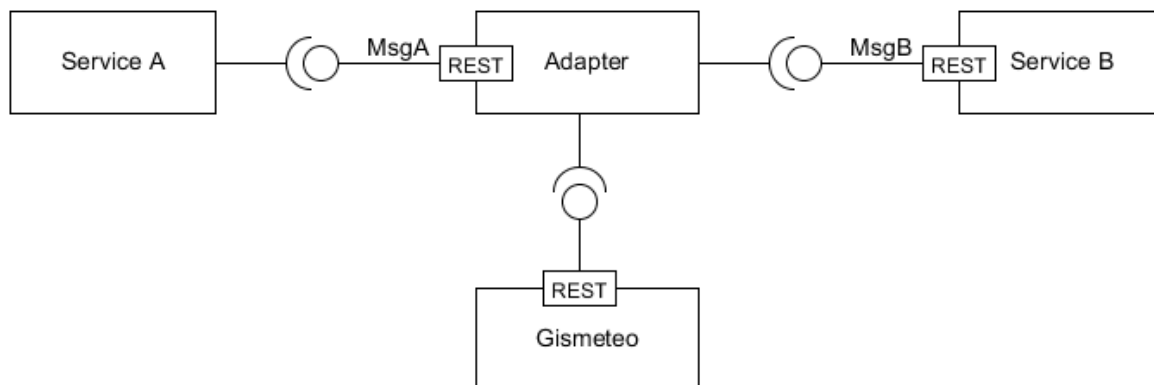 Service A
MsgA
REST
Adapter
MsgB
REST
Service B
REST
Gismeteo